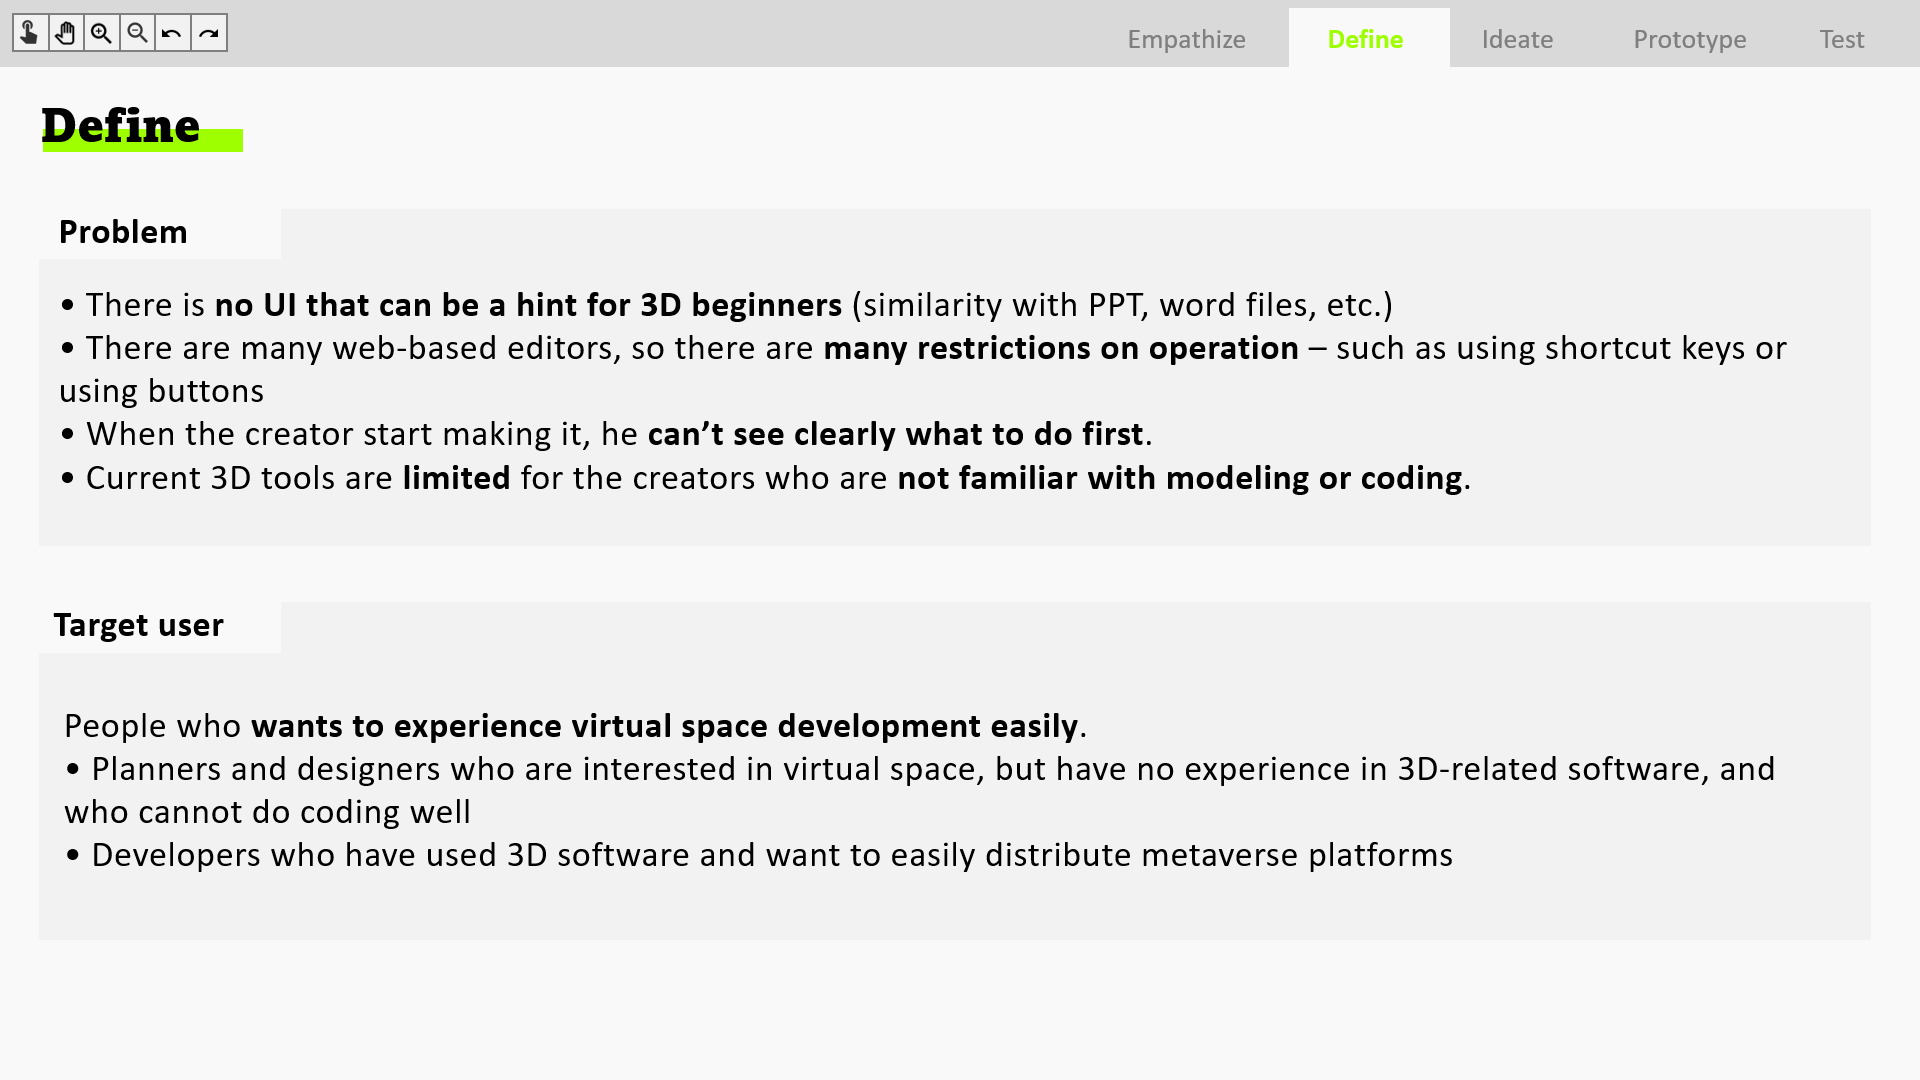 Empathize
Define
Ideate
Prototype
Test
Define
Problem
• There is no UI that can be a hint for 3D beginners (similarity with PPT, word files, etc.)
• There are many web-based editors, so there are many restrictions on operation – such as using shortcut keys or
using buttons
• When the creator start making it, he can’t see clearly what to do first.
• Current 3D tools are limited for the creators who are not familiar with modeling or coding.
Target user
People who wants to experience virtual space development easily.
• Planners and designers who are interested in virtual space, but have no experience in 3D-related software, and
who cannot do coding well
• Developers who have used 3D software and want to easily distribute metaverse platforms